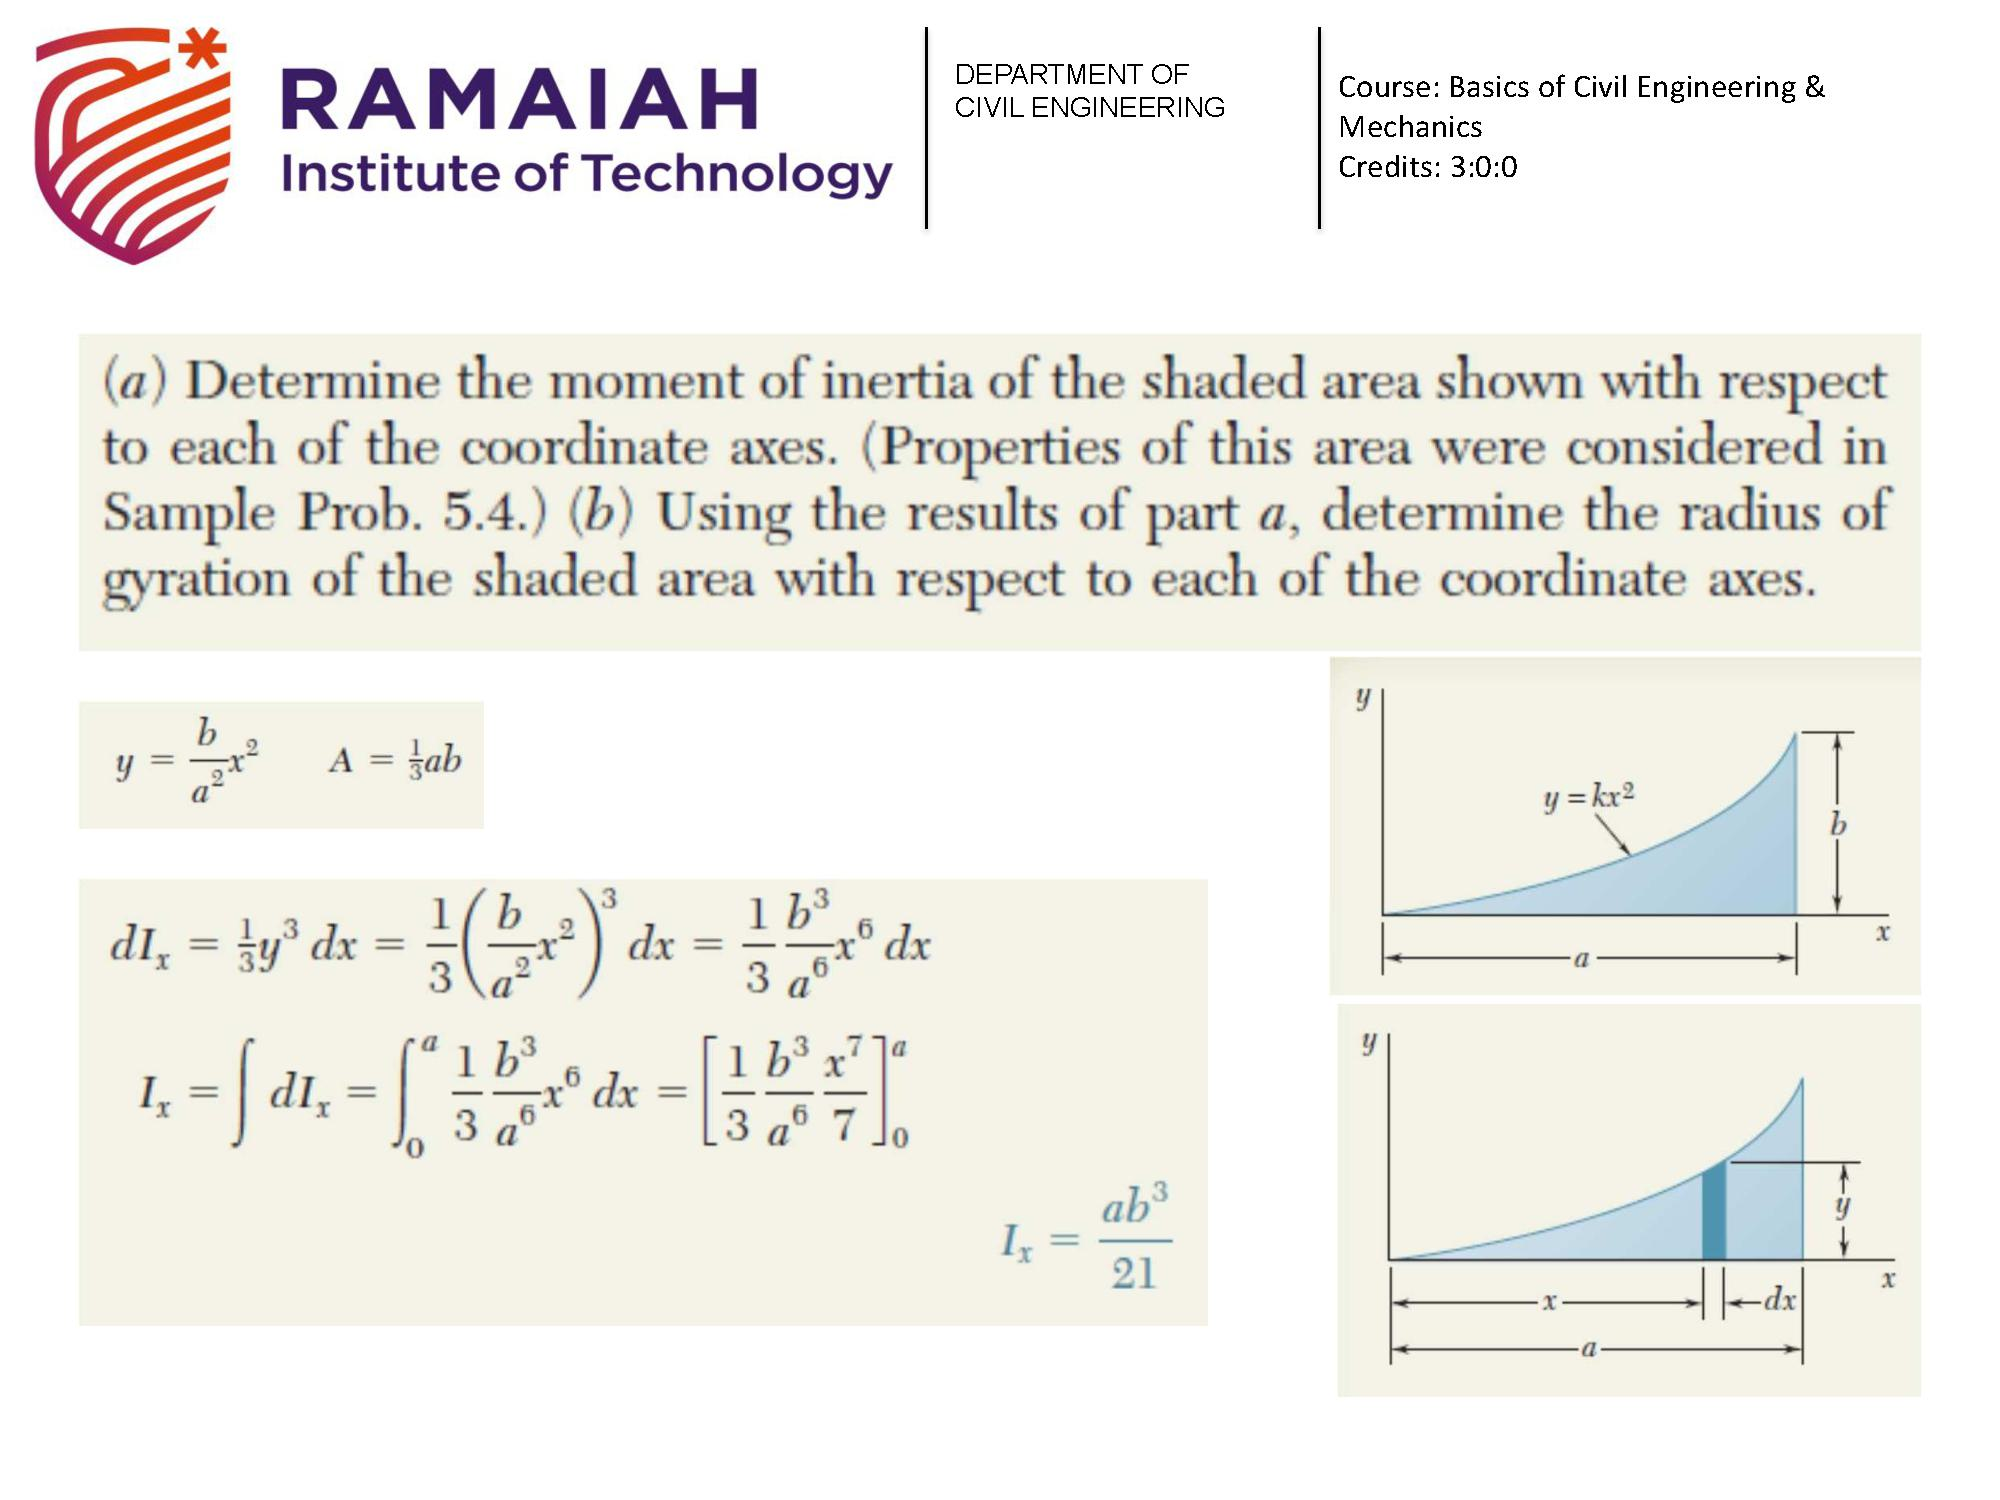 RAMAIAH
Institute of Technology
DEPARTMENT OF
CIVIL ENGINEERING
Course: Basics of Civil Engineering &
Mechanics
Credits: 3:0:0
(a) Determine the moment of inertia of the shaded area shown with respect
to each of the coordinate axes. (Properties of this area were considered in
Sample Prob. 5.4.) (b) Using the results of part a, determine the radius of
gyration of the shaded area with respect to each of the coordinate axes.
y = b/a² x²    A = ⅓ab
dIₓ = ⅓y³ dx = 1/3 (b/a² x²)³ dx = 1/3 b³/a⁶ x⁶ dx
Iₓ = ∫ dIₓ = ∫₀ᵃ 1/3 b³/a⁶ x⁶ dx = [1/3 b³/a⁶ x⁷/7]₀ᵃ
Iₓ = ab³/21
y
y = kx²
b
x
a
y
y
x
x
dx
a